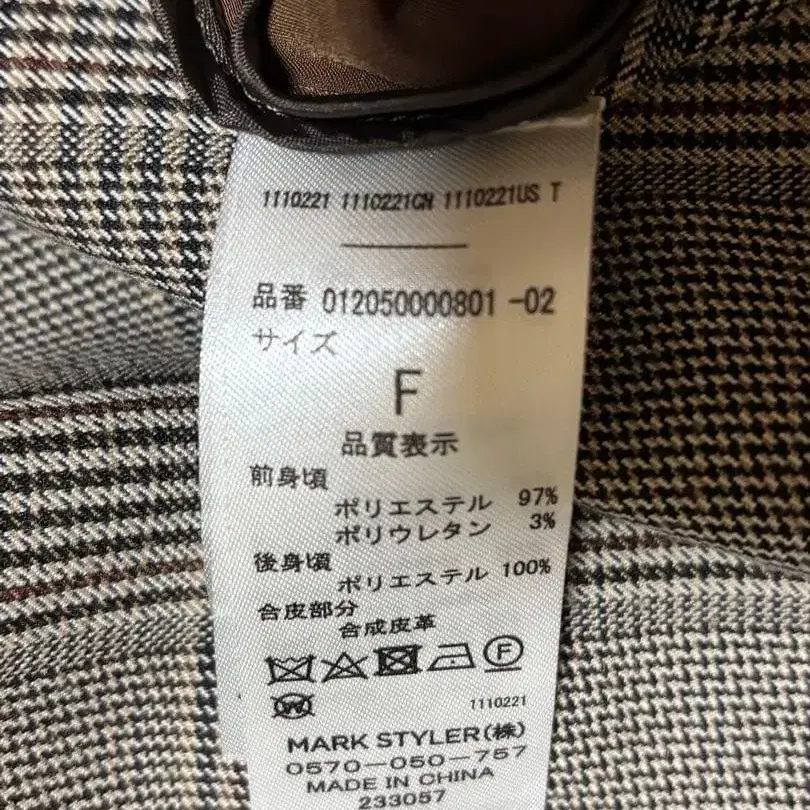 1110221 1110221CN 1110221US T
品番 012050000801 -02
サイズ
F
品質表示
前身頃
ポリエステル 97%
ポリウレタン 3%
後身頃
ポリエステル 100%
合皮部分
合成皮革
F
W
1110221
MARK STYLER(株)
0570-050-757
MADE IN CHINA
233057